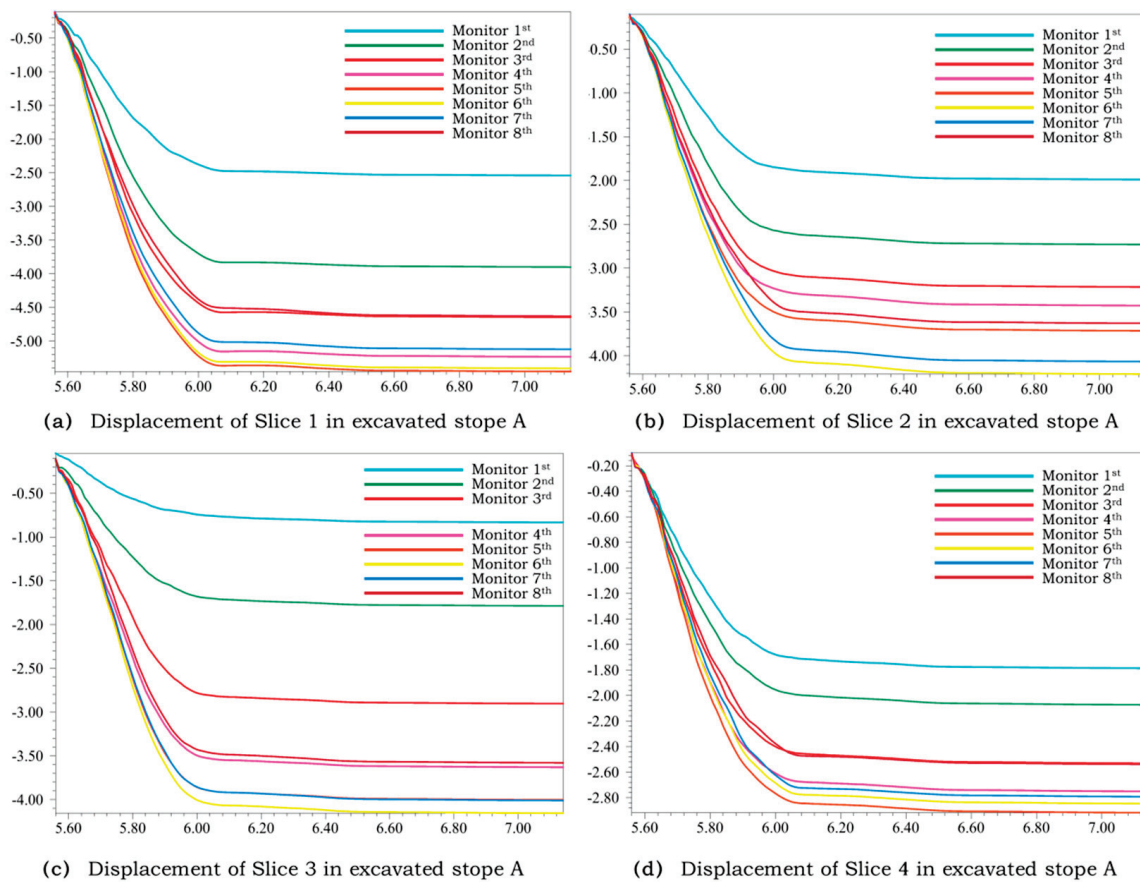 -0.50
-1.00
-1.50
-2.00
-2.50
-3.00
-3.50
-4.00
-4.50
-5.00
5.60 5.80 6.00 6.20 6.40 6.60 6.80 7.00
Monitor 1st
Monitor 2nd
Monitor 3rd
Monitor 4th
Monitor 5th
Monitor 6th
Monitor 7th
Monitor 8th
(a) Displacement of Slice 1 in excavated stope A
-0.50
-1.00
-1.50
-2.00
-2.50
-3.00
-3.50
-4.00
5.60 5.80 6.00 6.20 6.40 6.60 6.80 7.00
Monitor 1st
Monitor 2nd
Monitor 3rd
Monitor 4th
Monitor 5th
Monitor 6th
Monitor 7th
Monitor 8th
(b) Displacement of Slice 2 in excavated stope A
-0.50
-1.00
-1.50
-2.00
-2.50
-3.00
-3.50
-4.00
5.60 5.80 6.00 6.20 6.40 6.60 6.80 7.00
Monitor 1st
Monitor 2nd
Monitor 3rd
Monitor 4th
Monitor 5th
Monitor 6th
Monitor 7th
Monitor 8th
(c) Displacement of Slice 3 in excavated stope A
-0.20
-0.40
-0.60
-0.80
-1.00
-1.20
-1.40
-1.60
-1.80
-2.00
-2.20
-2.40
-2.60
-2.80
5.60 5.80 6.00 6.20 6.40 6.60 6.80 7.00
Monitor 1st
Monitor 2nd
Monitor 3rd
Monitor 4th
Monitor 5th
Monitor 6th
Monitor 7th
Monitor 8th
(d) Displacement of Slice 4 in excavated stope A